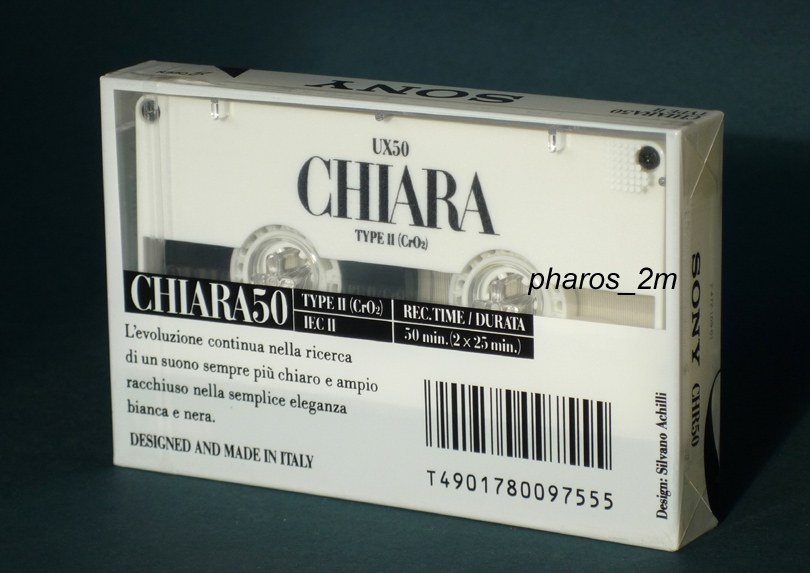 SONY
UX50
CHIARA
TYPE II (CrO₂)
pharos_2m
CHIARA50
TYPE II (CrO₂)
IEC II
REC.TIME / DURATA
50 min.(2 x 25 min.)
L'evoluzione continua nella ricerca
di un suono sempre più chiaro e ampio
racchiuso nella semplice eleganza
bianca e nera.
DESIGNED AND MADE IN ITALY
T4901780097555
Design: Silvano Achilli
SONY CHR50